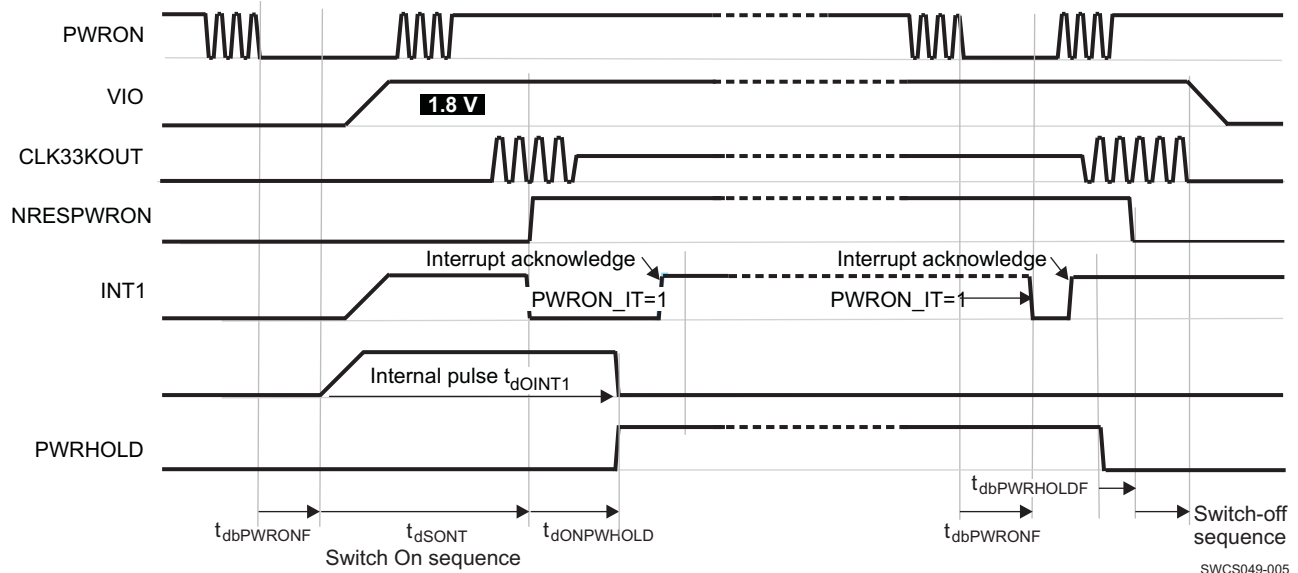 PWRON
VIO
1.8 V
CLK33KOUT
NRESPWRON
Interrupt acknowledge
Interrupt acknowledge
INT1
PWRON_IT=1
PWRON_IT=1
Internal pulse tdOINT1
PWRHOLD
tdbPWRHOLDF
tdbPWRONF
tdSONT
tdONPWHOLD
tdbPWRONF
Switch-off
sequence
Switch On sequence
SWCS049-005